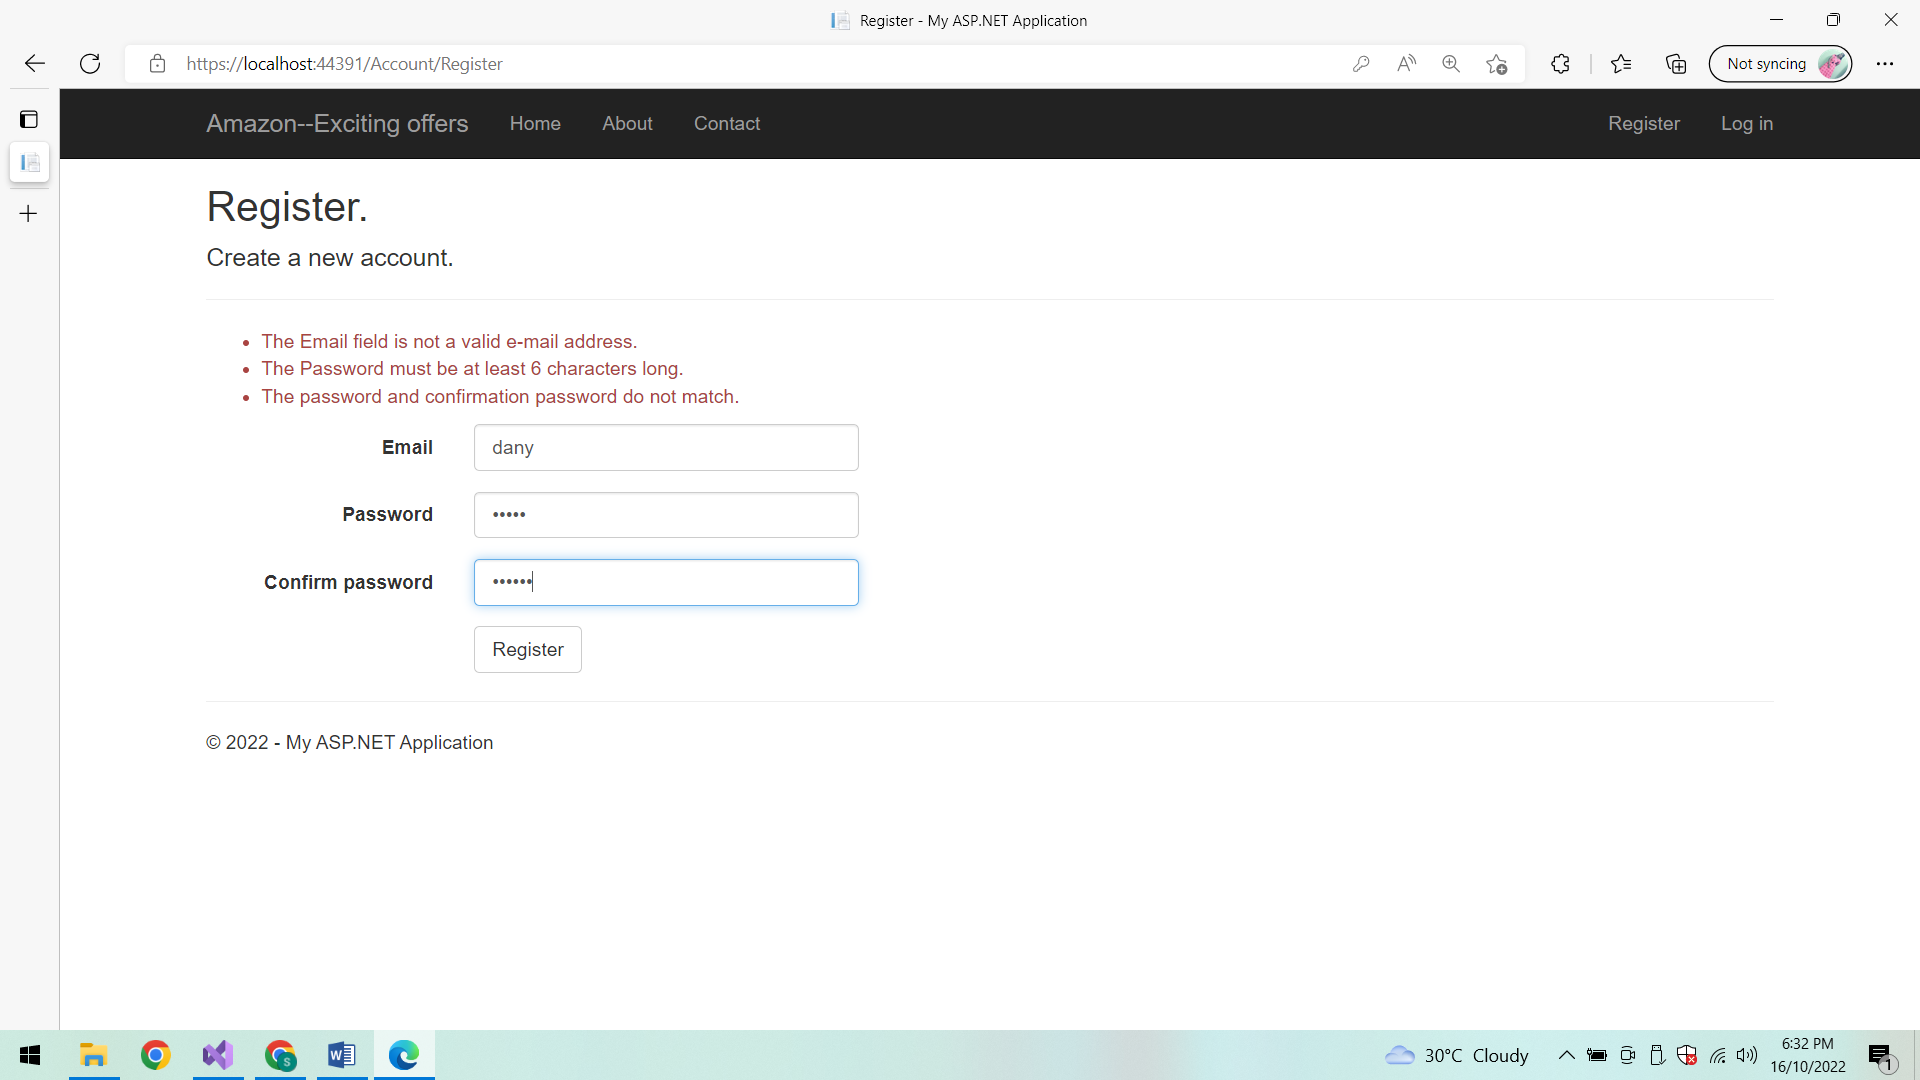 Register - My ASP.NET Application
https://localhost:44391/Account/Register
Not syncing
Amazon--Exciting offers Home About Contact Register Log in
Register.
Create a new account.
The Email field is not a valid e-mail address.
The Password must be at least 6 characters long.
The password and confirmation password do not match.
Email dany
Password •••••
Confirm password ••••••
Register
© 2022 - My ASP.NET Application
30°C Cloudy
6:32 PM
16/10/2022
1